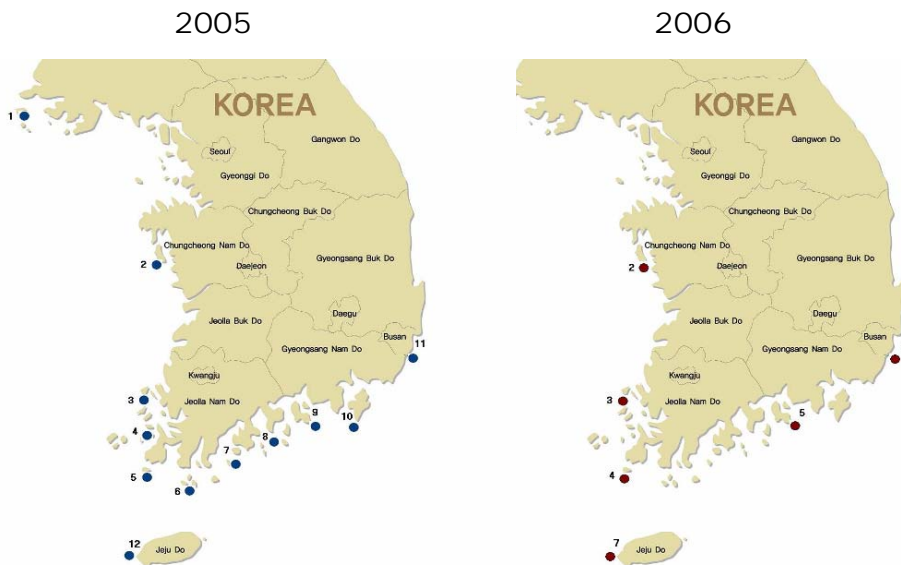 2005
2006
KOREA
1
Gangwon Do
Seoul
Gyeonggi Do
Chungcheong Buk Do
Chungcheong Nam Do
2
Daejeon
Gyeongsang Buk Do
Jeolla Buk Do
Daegu
Busan
Gyeongsang Nam Do
11
Kwangju
3
Jeolla Nam Do
4
9
10
8
7
5
6
12
Jeju Do
KOREA
Gangwon Do
Seoul
Gyeonggi Do
Chungcheong Buk Do
Chungcheong Nam Do
2
Daejeon
Gyeongsang Buk Do
Jeolla Buk Do
Daegu
Busan
Gyeongsang Nam Do
Kwangju
3
Jeolla Nam Do
5
4
7
Jeju Do